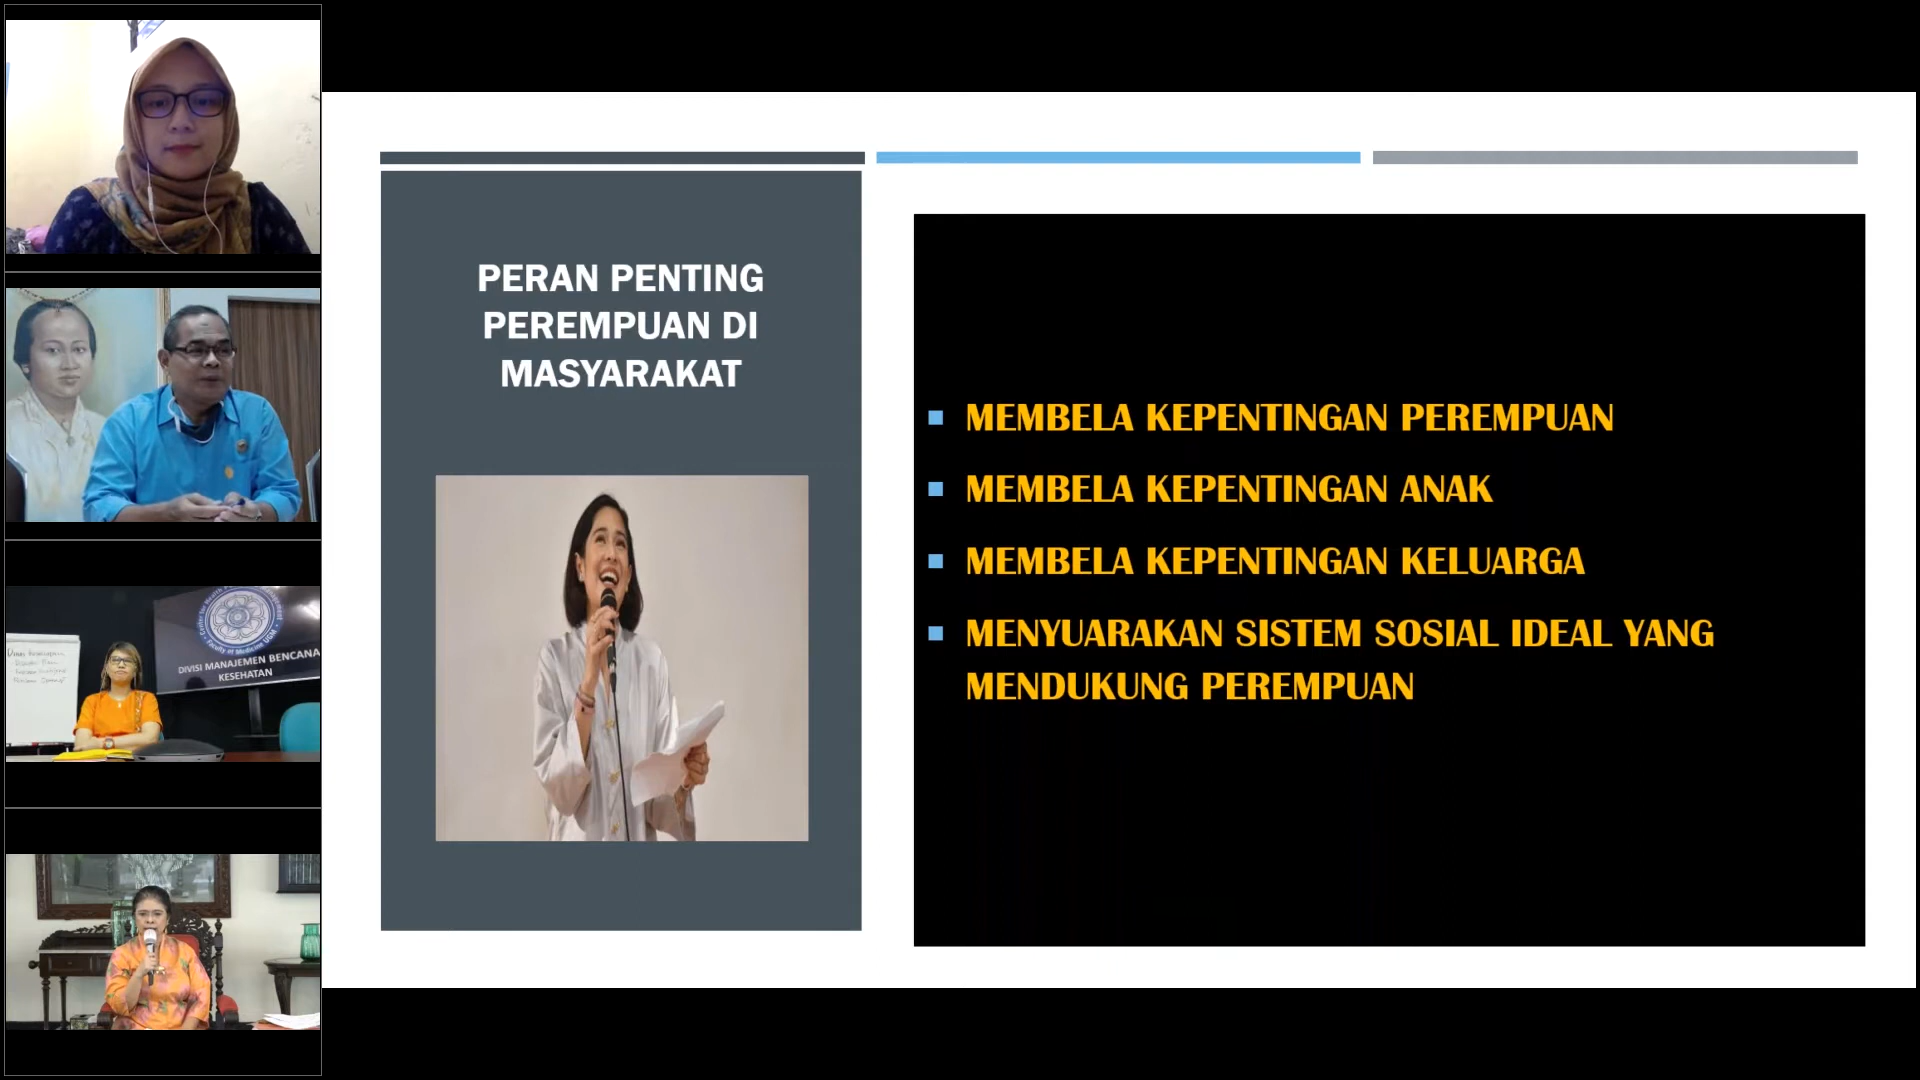 PERAN PENTING
PEREMPUAN DI
MASYARAKAT
MEMBELA KEPENTINGAN PEREMPUAN
MEMBELA KEPENTINGAN ANAK
MEMBELA KEPENTINGAN KELUARGA
MENYUARAKAN SISTEM SOSIAL IDEAL YANG
MENDUKUNG PEREMPUAN
DIVISI MANAJEMEN BENCANA
KESEHATAN